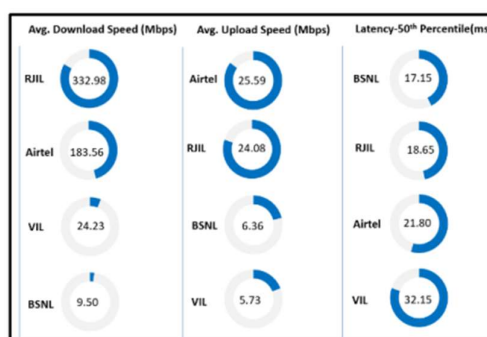 Avg. Download Speed (Mbps)
RJIL 332.98
Airtel 183.56
VIL 24.23
BSNL 9.50
Avg. Upload Speed (Mbps)
Airtel 25.59
RJIL 24.08
BSNL 6.36
VIL 5.73
Latency-50th Percentile(ms
BSNL 17.15
RJIL 18.65
Airtel 21.80
VIL 32.15